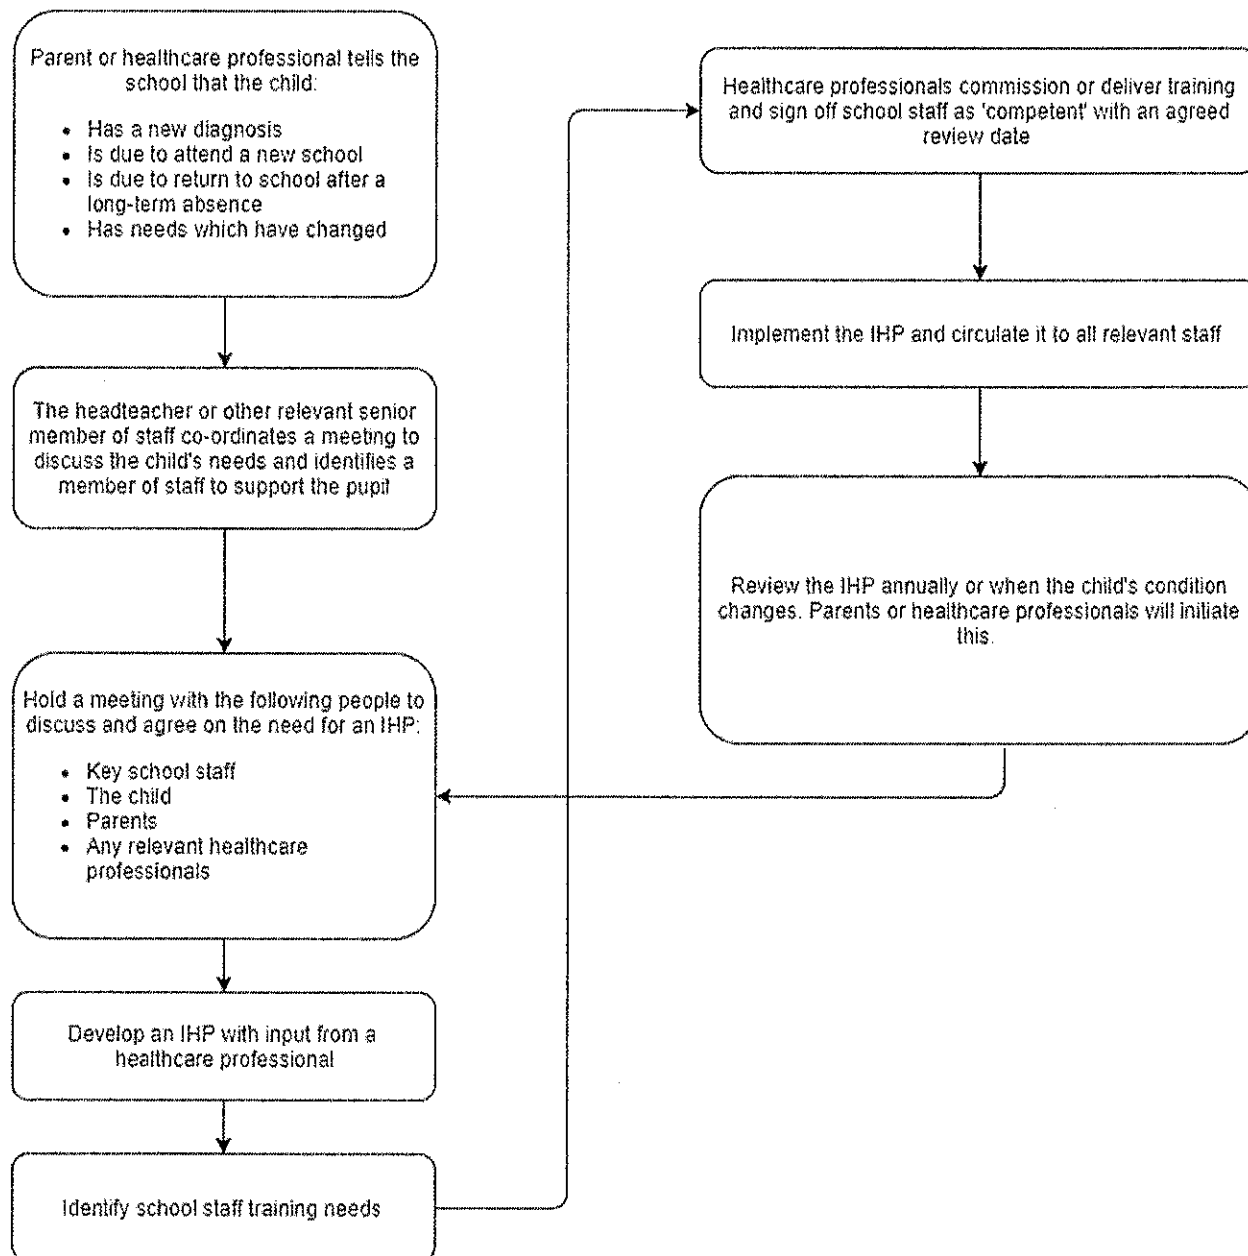 Parent or healthcare professional tells the
school that the child:
• Has a new diagnosis
• Is due to attend a new school
• Is due to return to school after a
long-term absence
• Has needs which have changed
The headteacher or other relevant senior
member of staff co-ordinates a meeting to
discuss the child's needs and identifies a
member of staff to support the pupil
Hold a meeting with the following people to
discuss and agree on the need for an IHP:
• Key school staff
• The child
• Parents
• Any relevant healthcare
professionals
Develop an IHP with input from a
healthcare professional
Identify school staff training needs
Healthcare professionals commission or deliver training
and sign off school staff as 'competent' with an agreed
review date
Implement the IHP and circulate it to all relevant staff
Review the IHP annually or when the child's condition
changes. Parents or healthcare professionals will initiate
this.